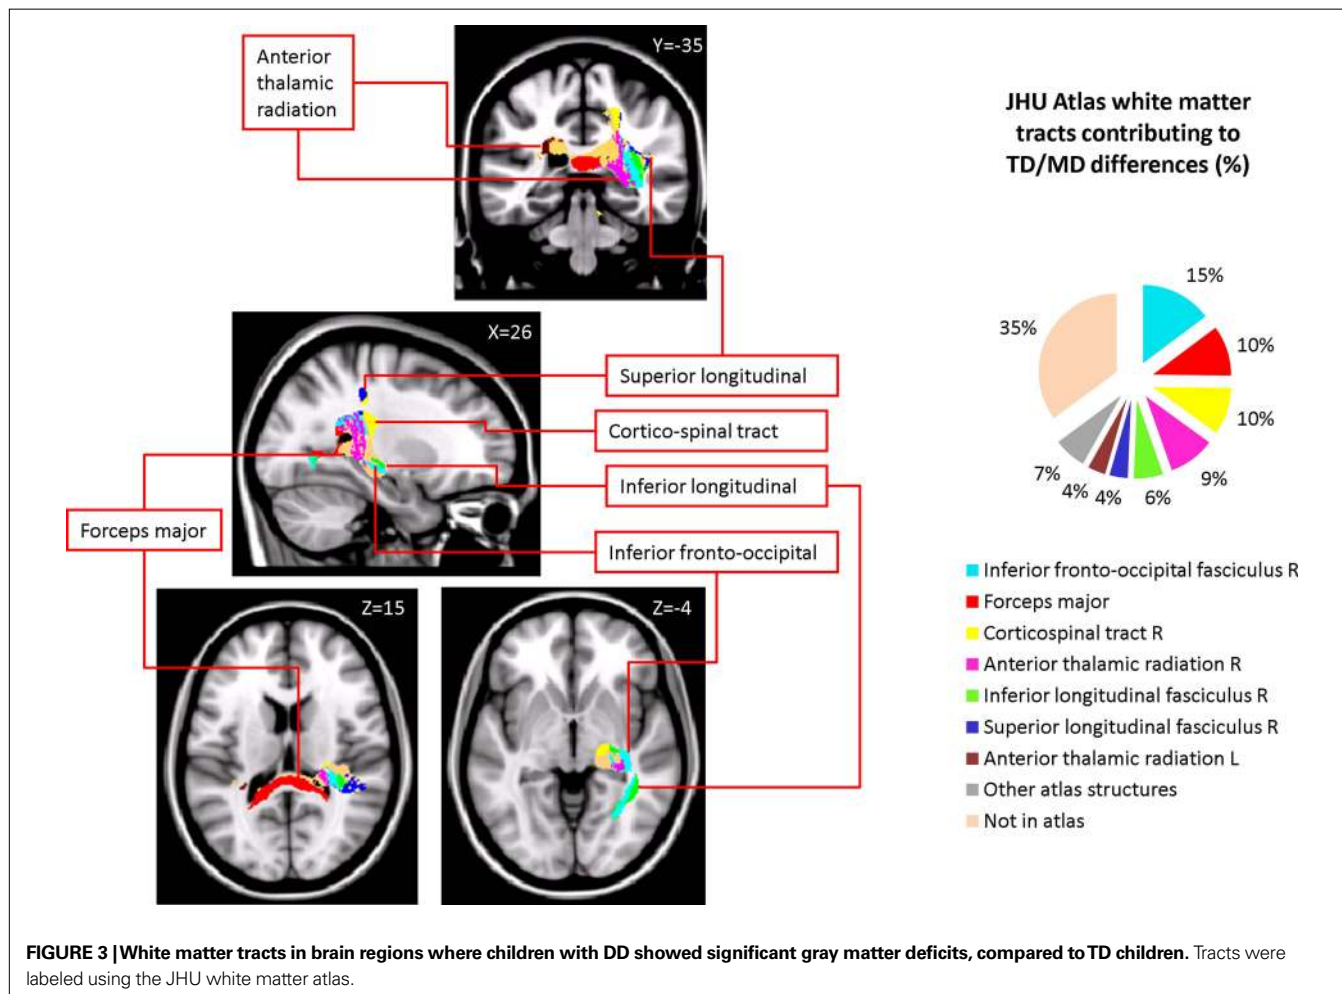 Anterior
thalamic
radiation
Y=-35
JHU Atlas white matter
tracts contributing to
TD/MD differences (%)
15%
10%
10%
9%
6%
4%
4%
7%
35%
X=26
Superior longitudinal
Cortico-spinal tract
Inferior longitudinal
Forceps major
Inferior fronto-occipital
Z=15
Z=-4
Inferior fronto-occipital fasciculus R
Forceps major
Corticospinal tract R
Anterior thalamic radiation R
Inferior longitudinal fasciculus R
Superior longitudinal fasciculus R
Anterior thalamic radiation L
Other atlas structures
Not in atlas
FIGURE 3 | White matter tracts in brain regions where children with DD showed significant gray matter deficits, compared to TD children. Tracts were
labeled using the JHU white matter atlas.